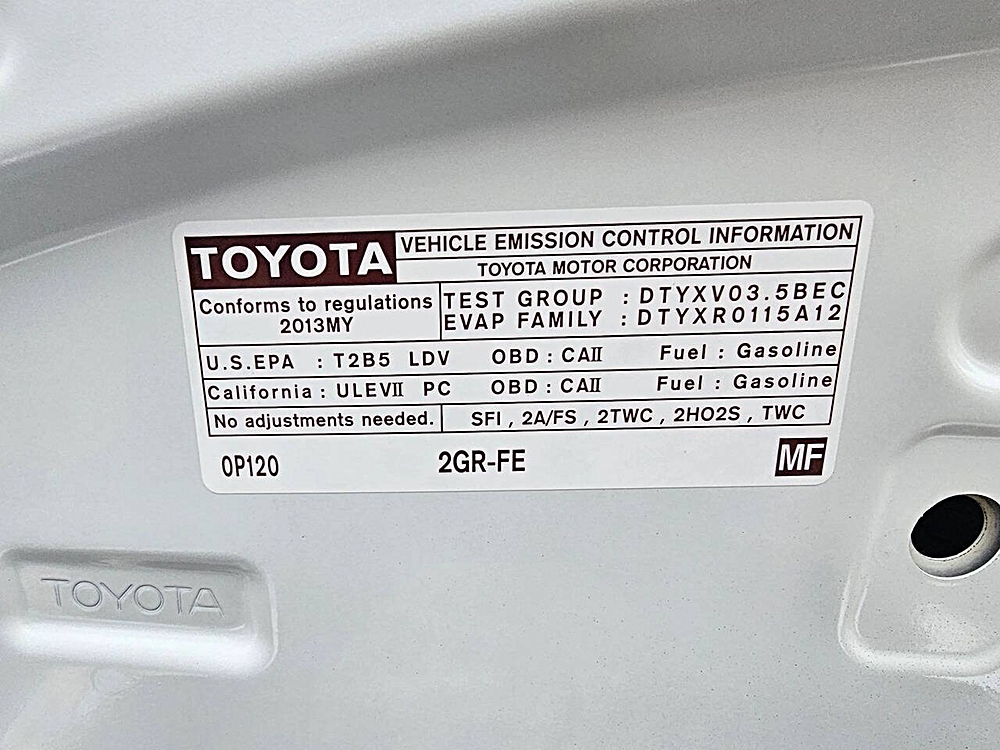 TOYOTA
VEHICLE EMISSION CONTROL INFORMATION
TOYOTA MOTOR CORPORATION
Conforms to regulations
2013MY
TEST GROUP : DTYXV03.5BEC
EVAP FAMILY : DTYXR0115A12
U.S.EPA : T2B5 LDV OBD : CAⅡ Fuel : Gasoline
California : ULEVⅡ PC OBD : CAⅡ Fuel : Gasoline
No adjustments needed.
SFI , 2A/FS , 2TWC , 2HO2S , TWC
0P120 2GR-FE MF
TOYOTA